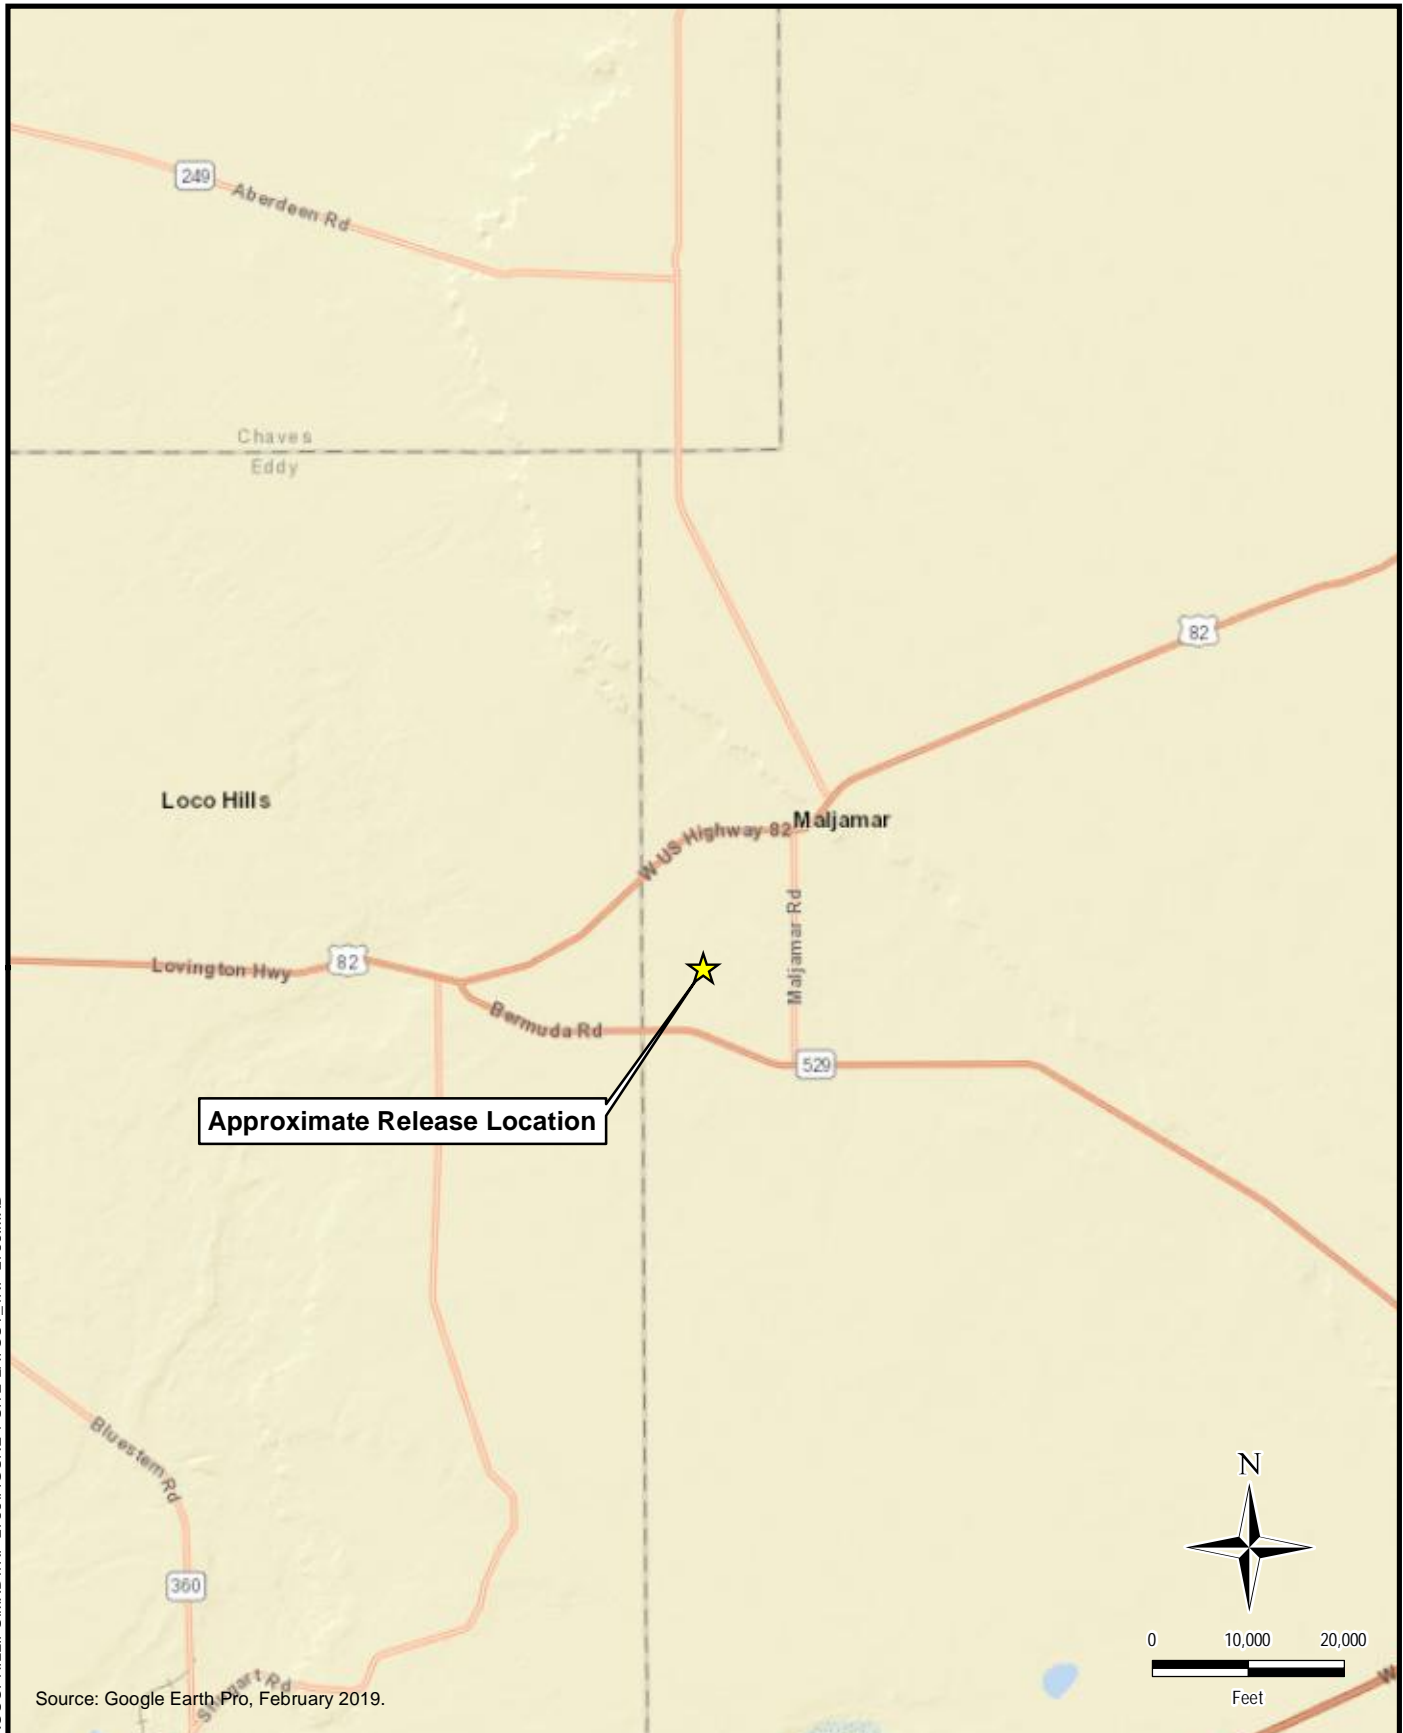 249
Aberdeen Rd
Chaves
Eddy
82
Loco Hills
Maljamar
W US Highway 82
Maljamar Rd
Lovington Hwy
82
Bermuda Rd
529
Approximate Release Location
Bluestem Rd
N
360
0 10,000 20,000
Feet
Shugart Rd
W
Source: Google Earth Pro, February 2019.